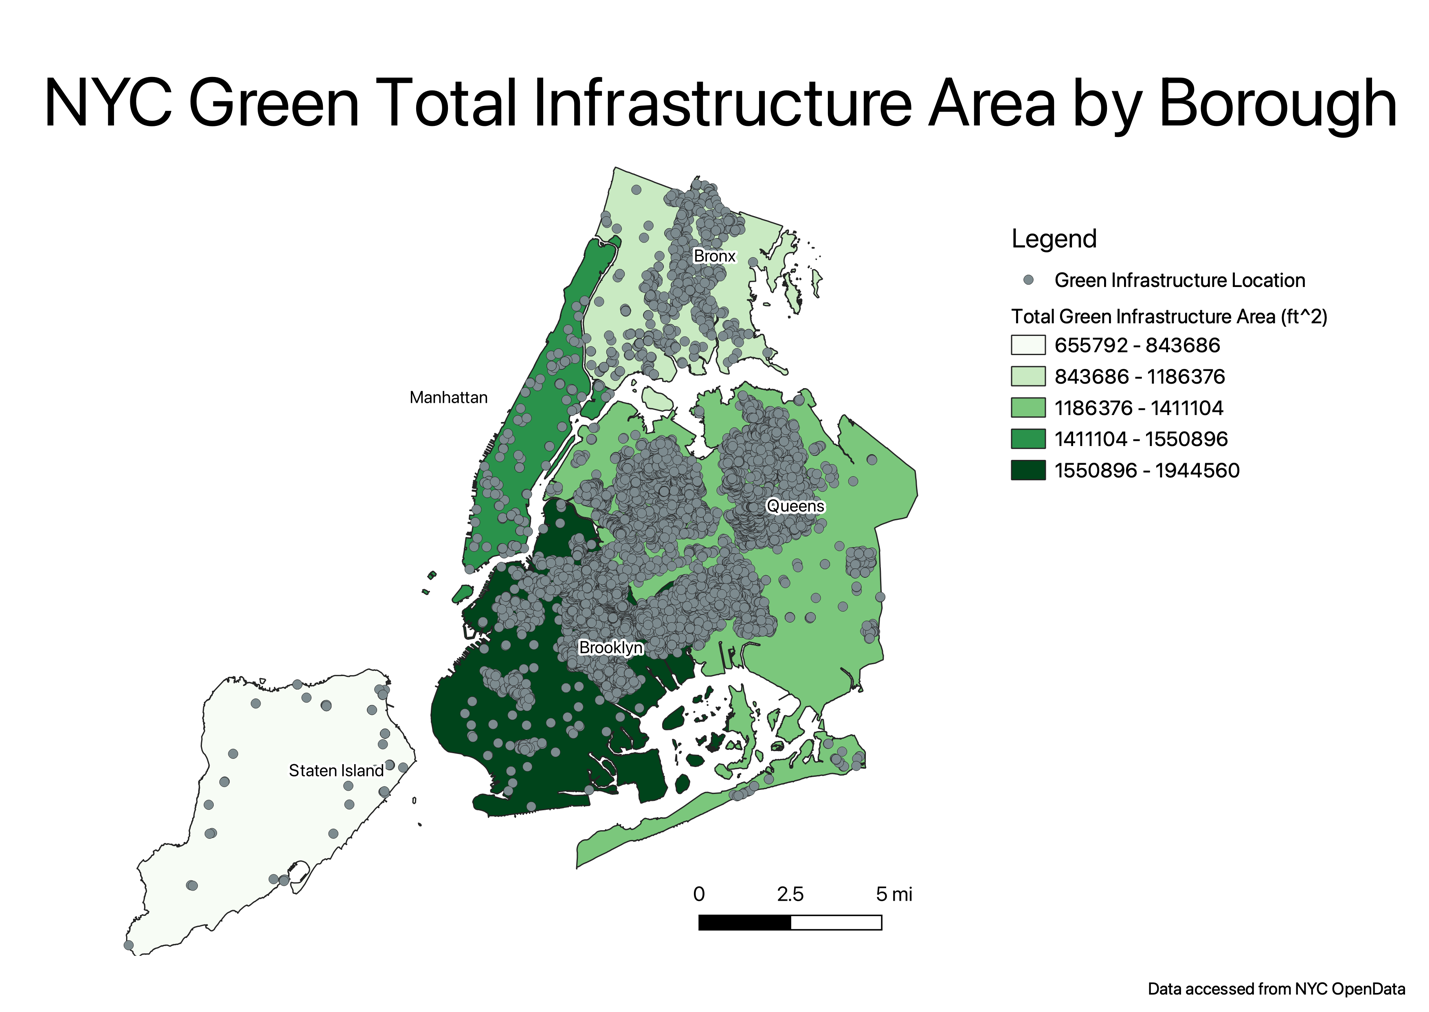 NYC Green Total Infrastructure Area by Borough
Legend
Green Infrastructure Location
Total Green Infrastructure Area (ft^2)
655792 - 843686
843686 - 1186376
1186376 - 1411104
1411104 - 1550896
1550896 - 1944560
Bronx
Manhattan
Queens
Brooklyn
Staten Island
0 2.5 5 mi
Data accessed from NYC OpenData